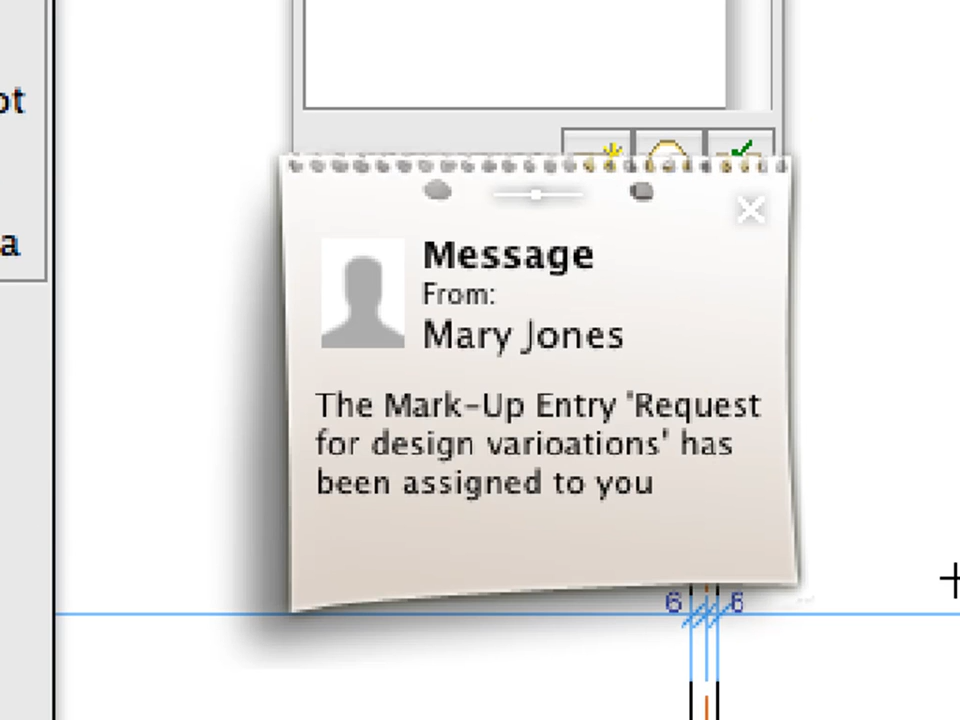 ot
a
Message
From:
Mary Jones
The Mark-Up Entry 'Request
for design varioations' has
been assigned to you
6 6